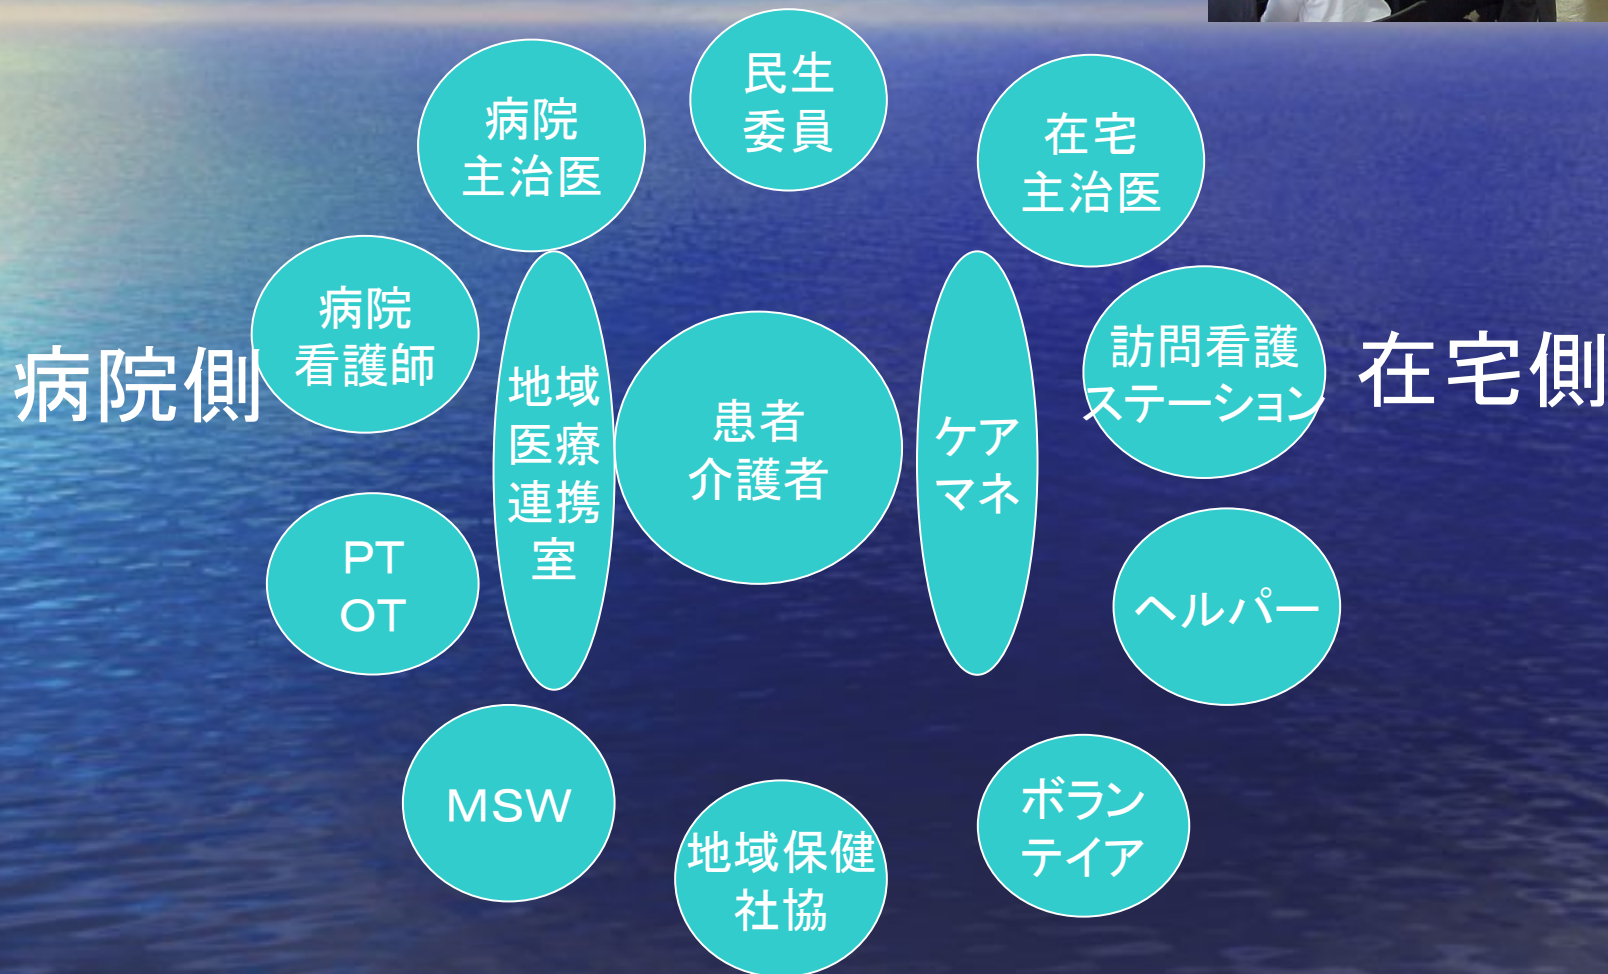 民生
委員
病院
主治医
在宅
主治医
病院
看護師
訪問看護
ステーション
病院側
在宅側
地域
医療
連携
室
患者
介護者
ケア
マネ
PT
OT
ヘルパー
MSW
ボラン
テイア
地域保健
社協